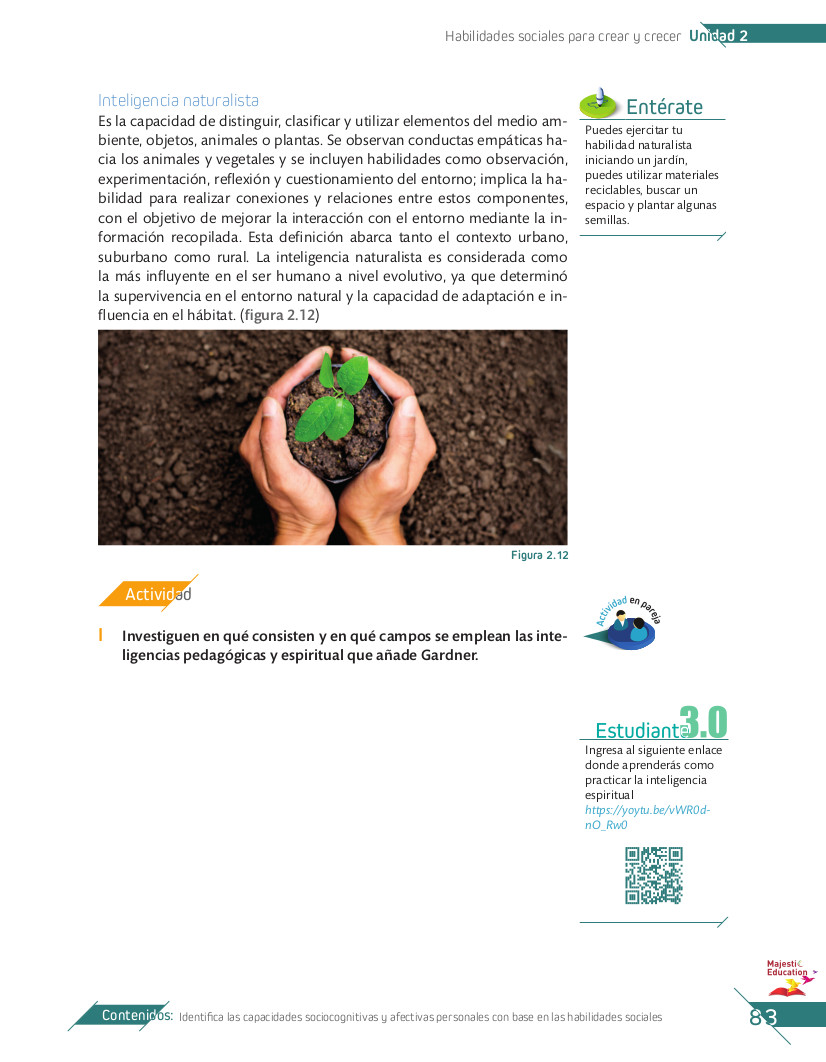 Habilidades sociales para crear y crecer Unidad 2
Inteligencia naturalista
Es la capacidad de distinguir, clasificar y utilizar elementos del medio am-
biente, objetos, animales o plantas. Se observan conductas empáticas ha-
cia los animales y vegetales y se incluyen habilidades como observación,
experimentación, reflexión y cuestionamiento del entorno; implica la ha-
bilidad para realizar conexiones y relaciones entre estos componentes,
con el objetivo de mejorar la interacción con el entorno mediante la in-
formación recopilada. Esta definición abarca tanto el contexto urbano,
suburbano como rural. La inteligencia naturalista es considerada como
la más influyente en el ser humano a nivel evolutivo, ya que determinó
la supervivencia en el entorno natural y la capacidad de adaptación e in-
fluencia en el hábitat. (figura 2.12)
Entérate
Puedes ejercitar tu
habilidad naturalista
iniciando un jardín,
puedes utilizar materiales
reciclables, buscar un
espacio y plantar algunas
semillas.
Figura 2.12
Actividad
I Investiguen en qué consisten y en qué campos se emplean las inte-
ligencias pedagógicas y espiritual que añade Gardner.
Actividad en pareja
Estudiante 3.0
Ingresa al siguiente enlace
donde aprenderás como
practicar la inteligencia
espiritual
https://yoytu.be/vWR0d-
nO_Rw0
Majestic
Education
Contenidos: Identifica las capacidades sociocognitivas y afectivas personales con base en las habilidades sociales
83